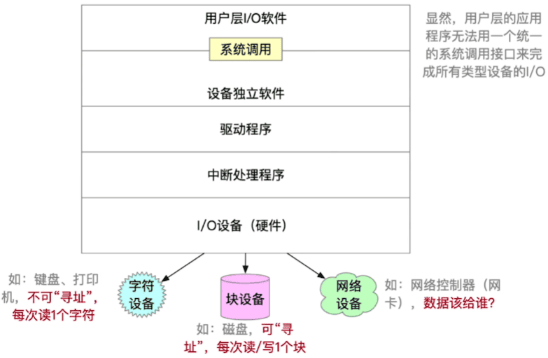 用户层I/O软件
系统调用
设备独立软件
驱动程序
中断处理程序
I/O设备（硬件）
显然，用户层的应用
程序无法用一个统一
的系统调用接口来完
成所有类型设备的I/O
如：键盘、打印
机，不可“寻址”，
每次读1个字符
字符
设备
块设备
如：磁盘，可“寻
址”，每次读/写1个块
网络
设备
如：网络控制器（网
卡），数据该给谁？